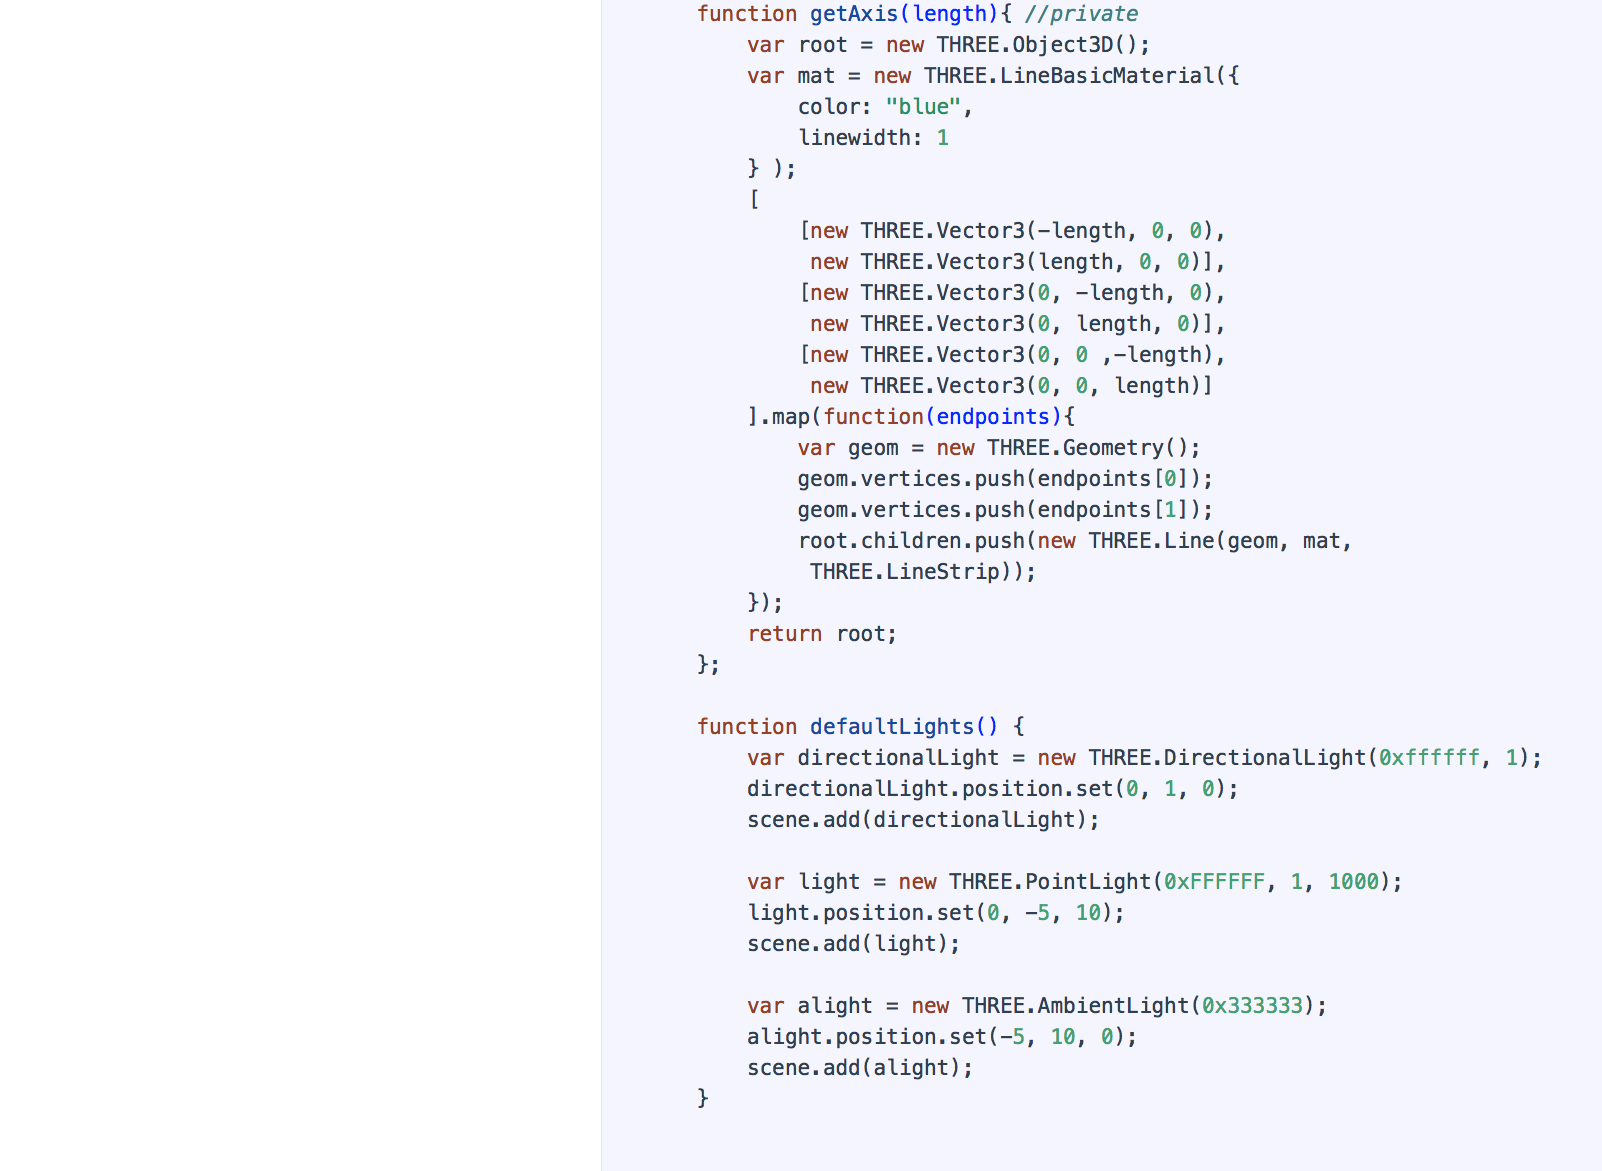 function getAxis(length){ //private
var root = new THREE.Object3D();
var mat = new THREE.LineBasicMaterial({
color: "blue",
linewidth: 1
} );
[
[new THREE.Vector3(-length, 0, 0),
new THREE.Vector3(length, 0, 0)],
[new THREE.Vector3(0, -length, 0),
new THREE.Vector3(0, length, 0)],
[new THREE.Vector3(0, 0 ,-length),
new THREE.Vector3(0, 0, length)]
].map(function(endpoints){
var geom = new THREE.Geometry();
geom.vertices.push(endpoints[0]);
geom.vertices.push(endpoints[1]);
root.children.push(new THREE.Line(geom, mat,
THREE.LineStrip));
});
return root;
};
function defaultLights() {
var directionalLight = new THREE.DirectionalLight(0xffffff, 1);
directionalLight.position.set(0, 1, 0);
scene.add(directionalLight);
var light = new THREE.PointLight(0xFFFFFF, 1, 1000);
light.position.set(0, -5, 10);
scene.add(light);
var alight = new THREE.AmbientLight(0x333333);
alight.position.set(-5, 10, 0);
scene.add(alight);
}